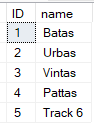 ID name
1 Batas
2 Urbas
3 Vintas
4 Pattas
5 Track 6